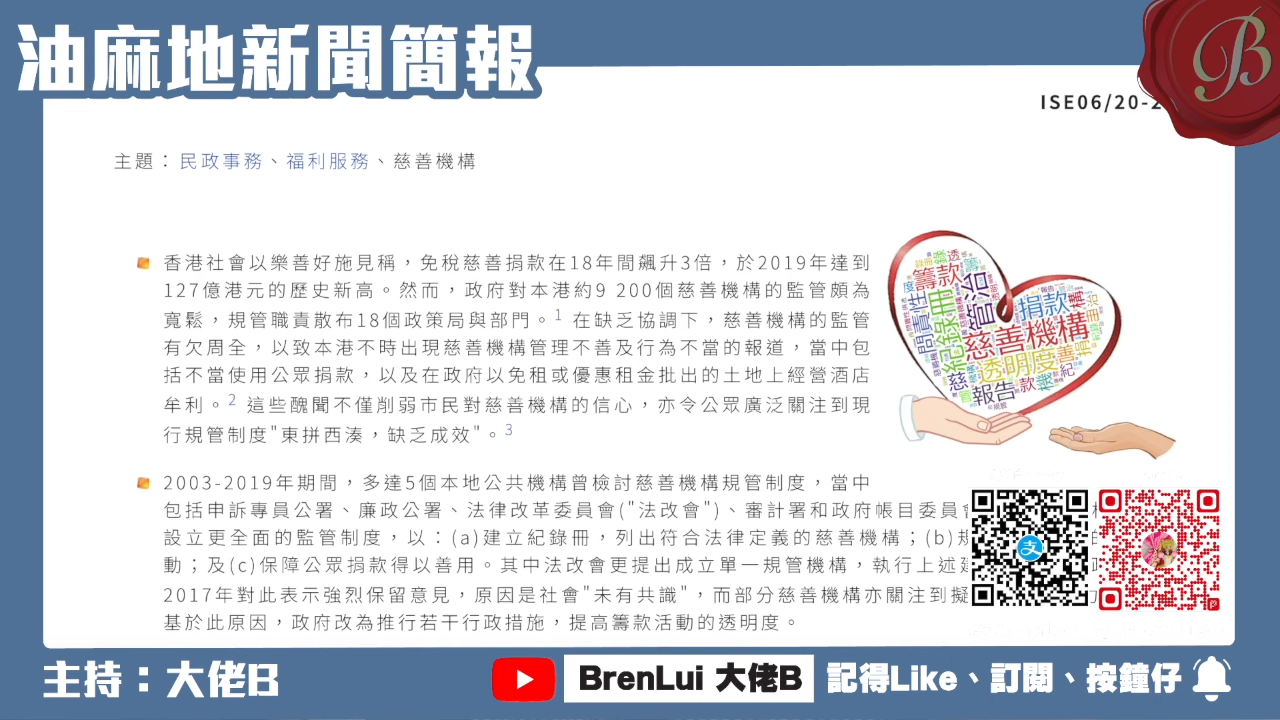 油麻地新聞簡報
B
ISE06/20-2
主題：民政事務、福利服務、慈善機構
香港社會以樂善好施見稱，免稅慈善捐款在18年間飆升3倍，於2019年達到
127億港元的歷史新高。然而，政府對本港約9 200個慈善機構的監管頗為
寬鬆，規管職責散布18個政策局與部門。1 在缺乏協調下，慈善機構的監管
有欠周全，以致本港不時出現慈善機構管理不善及行為不當的報道，當中包
括不當使用公眾捐款，以及在政府以免租或優惠租金批出的土地上經營酒店
牟利。2 這些醜聞不僅削弱市民對慈善機構的信心，亦令公眾廣泛關注到現
行規管制度"東拼西湊，缺乏成效"。3
籌款
紀錄冊
管治
問責性
捐款
慈善機構
透明度
報告
慈善
2003-2019年期間，多達5個本地公共機構曾檢討慈善機構規管制度，當中
包括申訴專員公署、廉政公署、法律改革委員會("法改會")、審計署和政府帳目委員會
設立更全面的監管制度，以：(a)建立紀錄冊，列出符合法律定義的慈善機構；(b)規
動；及(c)保障公眾捐款得以善用。其中法改會更提出成立單一規管機構，執行上述建
2017年對此表示強烈保留意見，原因是社會"未有共識"，而部分慈善機構亦關注到擬
基於此原因，政府改為推行若干行政措施，提高籌款活動的透明度。
支
主持：大佬B
BrenLui 大佬B
記得Like、訂閱、按鐘仔